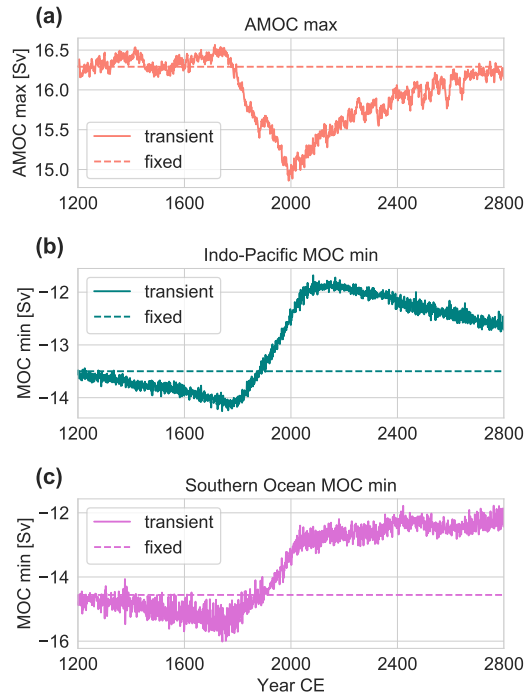 (a)
AMOC max
AMOC max [Sv]
16.5
16.0
15.5
15.0
transient
fixed
1200 1600 2000 2400 2800
(b)
Indo-Pacific MOC min
MOC min [Sv]
−12
−13
−14
transient
fixed
1200 1600 2000 2400 2800
(c)
Southern Ocean MOC min
MOC min [Sv]
−12
−14
−16
transient
fixed
1200 1600 2000 2400 2800
Year CE